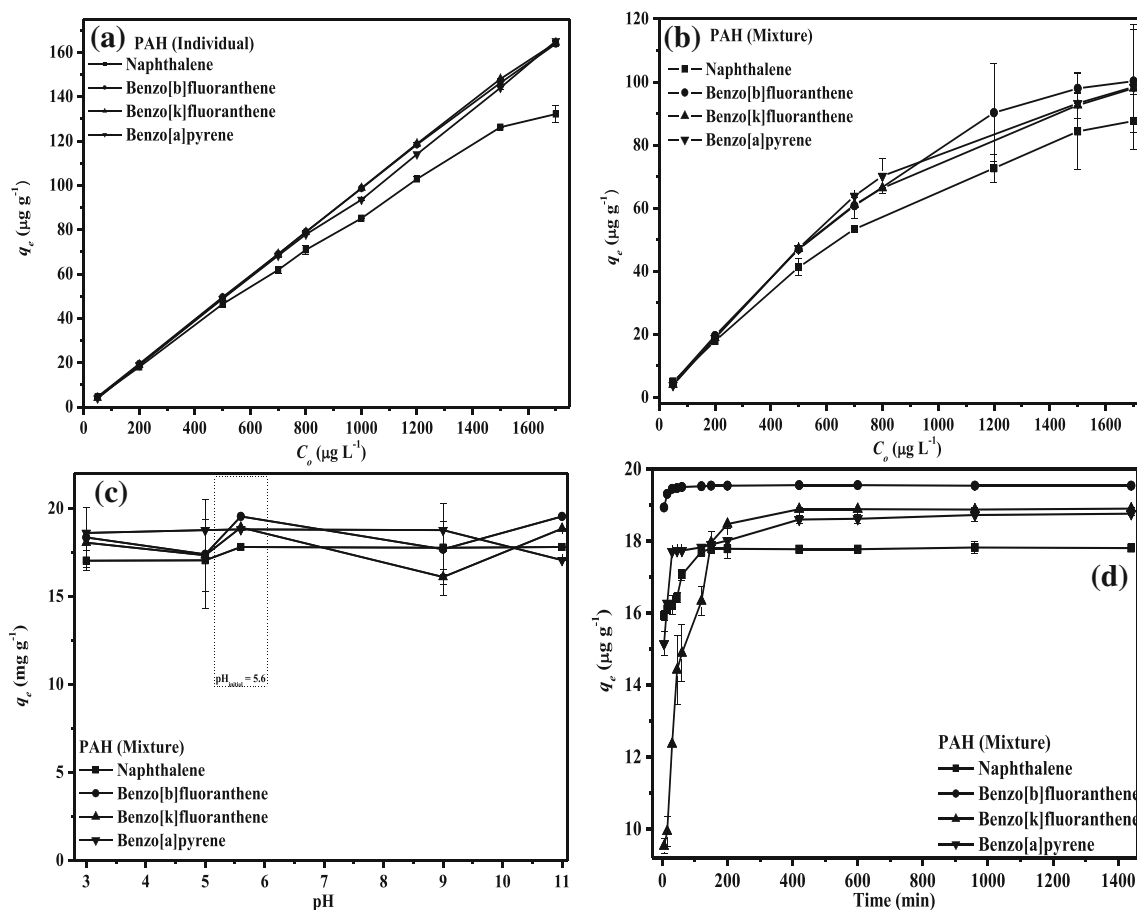 (a)
PAH (Individual)
Naphthalene
Benzo[b]fluoranthene
Benzo[k]fluoranthene
Benzo[a]pyrene
160
140
120
100
80
60
40
20
0
qₑ (µg g⁻¹)
0 200 400 600 800 1000 1200 1400 1600
Cₒ (µg L⁻¹)
(b)
PAH (Mixture)
Naphthalene
Benzo[b]fluoranthene
Benzo[k]fluoranthene
Benzo[a]pyrene
120
100
80
60
40
20
0
qₑ (µg g⁻¹)
0 200 400 600 800 1000 1200 1400 1600
Cₒ (µg L⁻¹)
(c)
20
15
10
5
0
qₑ (mg g⁻¹)
pHinitial = 5.6
PAH (Mixture)
Naphthalene
Benzo[b]fluoranthene
Benzo[k]fluoranthene
Benzo[a]pyrene
3 4 5 6 7 8 9 10 11
pH
20
18
16
14
12
10
qₑ (µg g⁻¹)
(d)
PAH (Mixture)
Naphthalene
Benzo[b]fluoranthene
Benzo[k]fluoranthene
Benzo[a]pyrene
0 200 400 600 800 1000 1200 1400
Time (min)